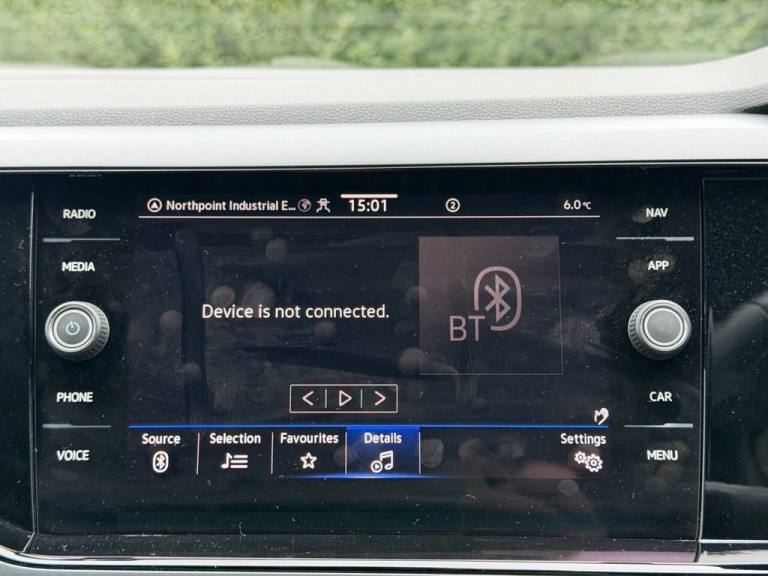 RADIO
MEDIA
PHONE
VOICE
Northpoint Industrial E... 15:01 2 6.0°C
Device is not connected.
BT
Source Selection Favourites Details Settings
NAV
APP
CAR
MENU